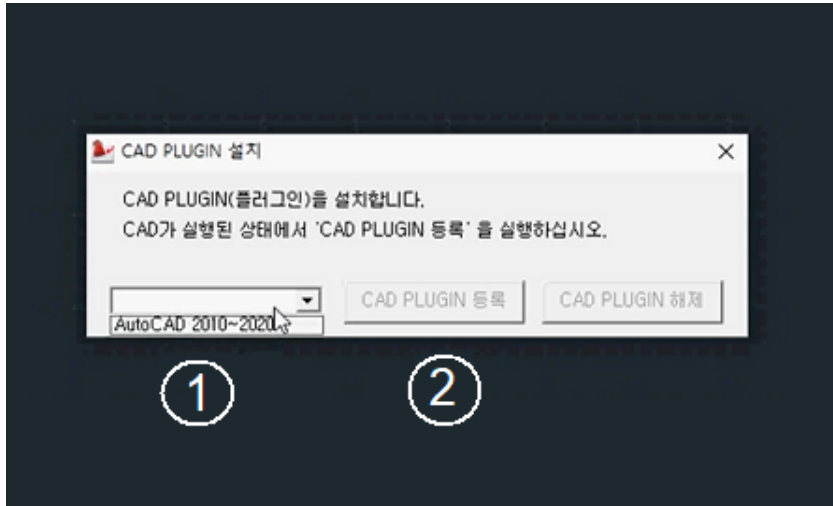 CAD PLUGIN 설치
CAD PLUGIN(플러그인)을 설치합니다.
CAD가 실행된 상태에서 'CAD PLUGIN 등록' 을 실행하십시오.
CAD PLUGIN 등록 CAD PLUGIN 해제
AutoCAD 2010~2020
1 2